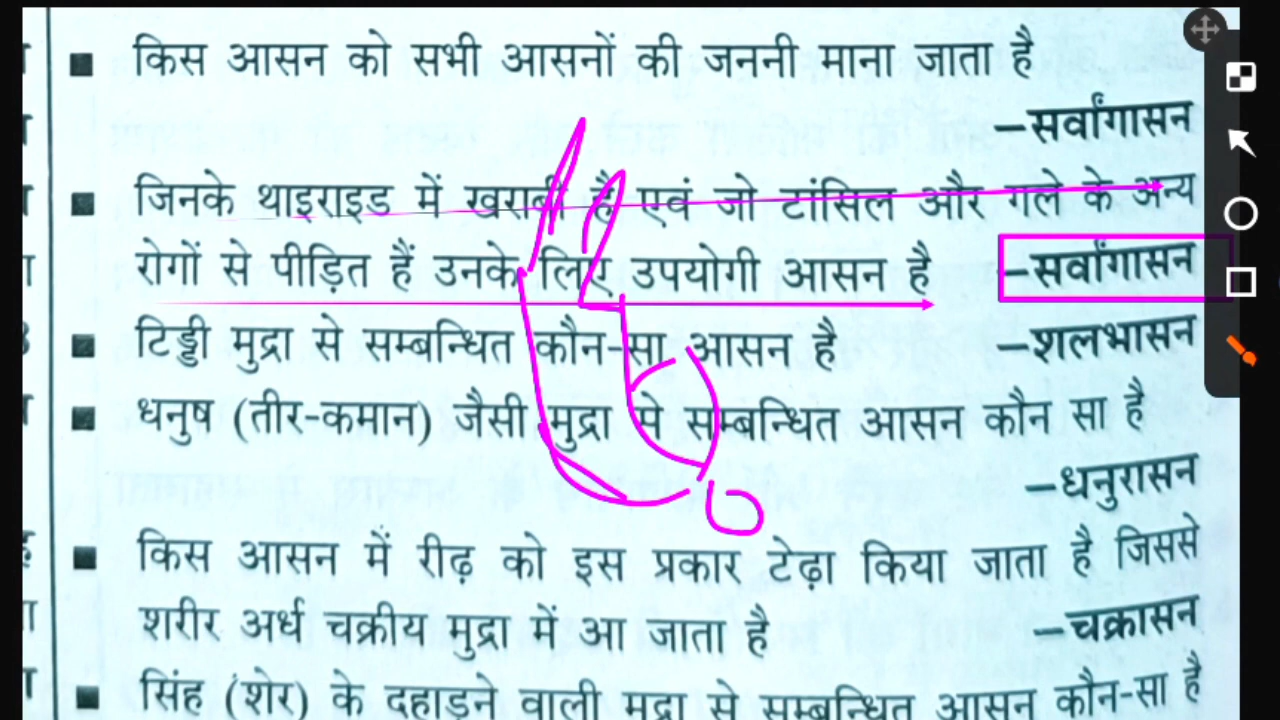 किस आसन को सभी आसनों की जननी माना जाता है
–सर्वांगासन
जिनके थाइराइड में खराबी है एवं जो टांसिल और गले के अन्य
रोगों से पीड़ित हैं उनके लिए उपयोगी आसन है –सर्वांगासन
टिड्डी मुद्रा से सम्बन्धित कौन-सा आसन है –शलभासन
धनुष (तीर-कमान) जैसी मुद्रा से सम्बन्धित आसन कौन सा है
–धनुरासन
किस आसन में रीढ़ को इस प्रकार टेढ़ा किया जाता है जिससे
शरीर अर्ध चक्रीय मुद्रा में आ जाता है –चक्रासन
सिंह (शेर) के दहाड़ने वाली मुद्रा से सम्बन्धित आसन कौन-सा है